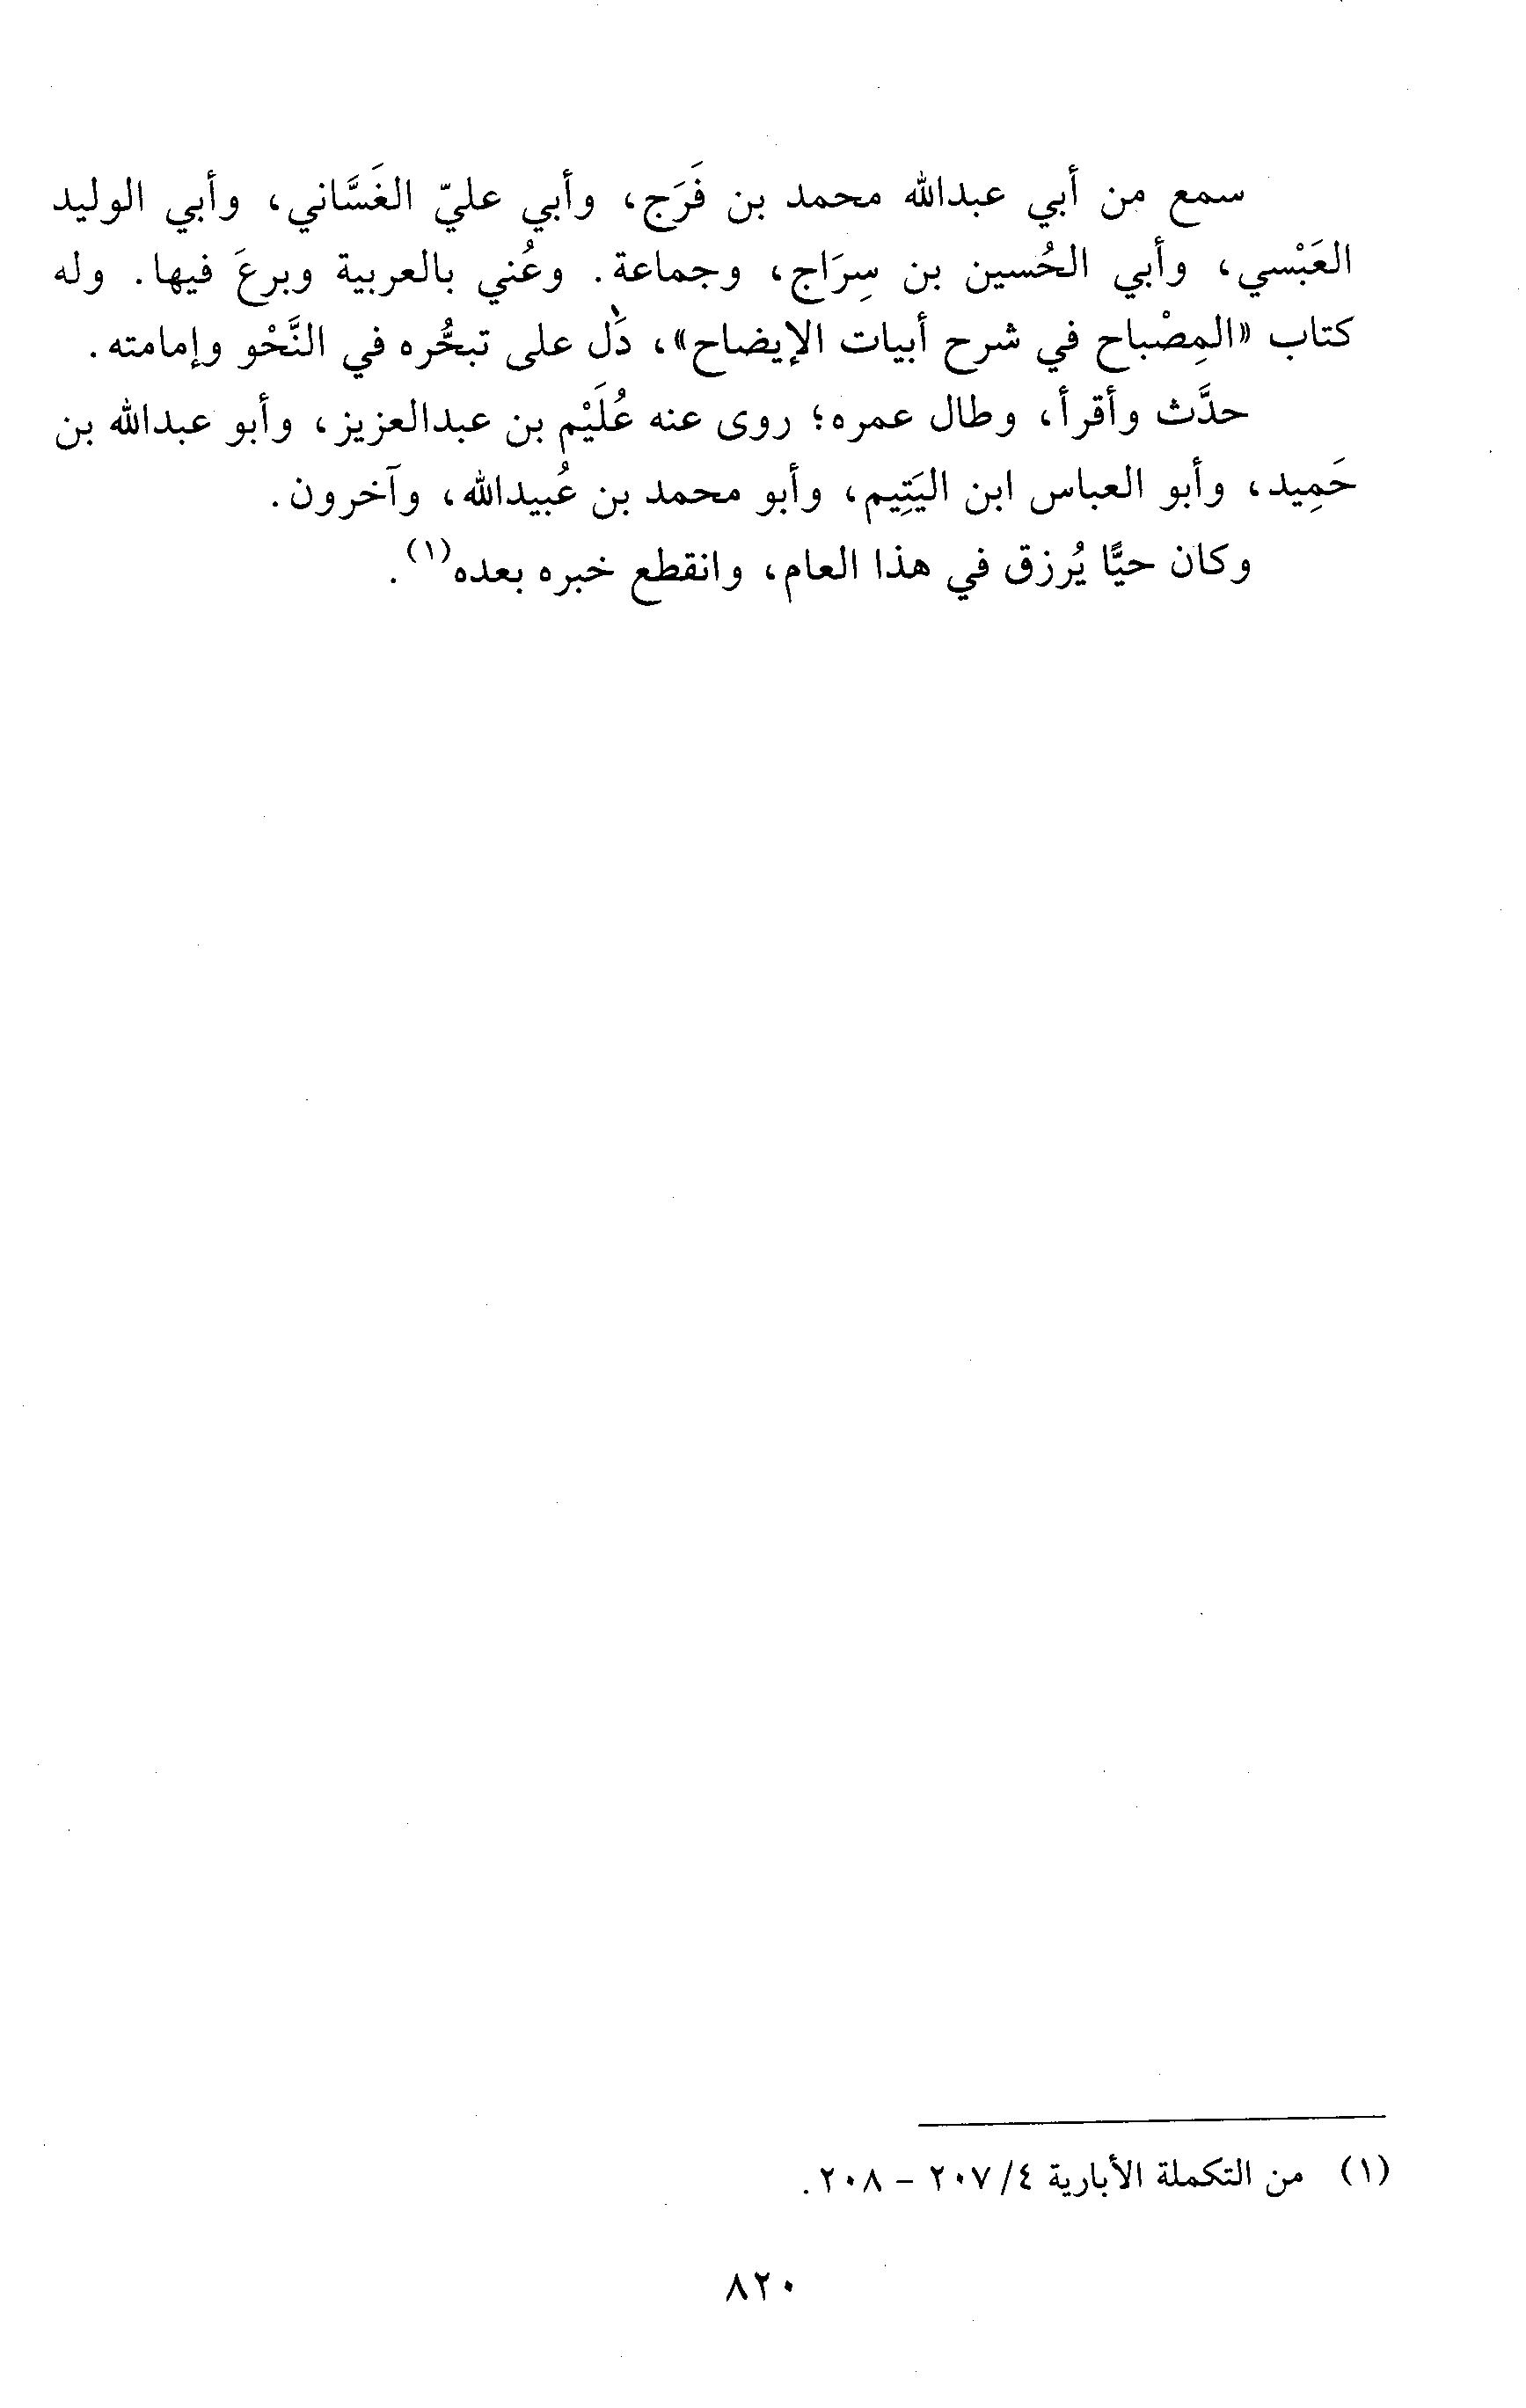 سمع من أبي عبدالله محمد بن فَرَج، وأبي عليّ الغَسَّاني، وأبي الوليد
العَبْسي، وأبي الحُسين بن سِرَاج، وجماعة. وعُني بالعربية وبرِعَ فيها. وله
كتاب «المِصْباح في شرح أبيات الإيضاح»، دَل على تبحُّره في النَّحْو وإمامته.
حدَّث وأقرأ، وطال عمره؛ روى عنه عُلَيْم بن عبدالعزيز، وأبو عبدالله بن
حَمِيد، وأبو العباس ابن اليَتِيم، وأبو محمد بن عُبيدالله، وآخرون.
وكان حيًّا يُرزق في هذا العام، وانقطع خبره بعده(١).
(١) من التكملة الأبارية ٤/ ٢٠٧ - ٢٠٨.
٨٢٠